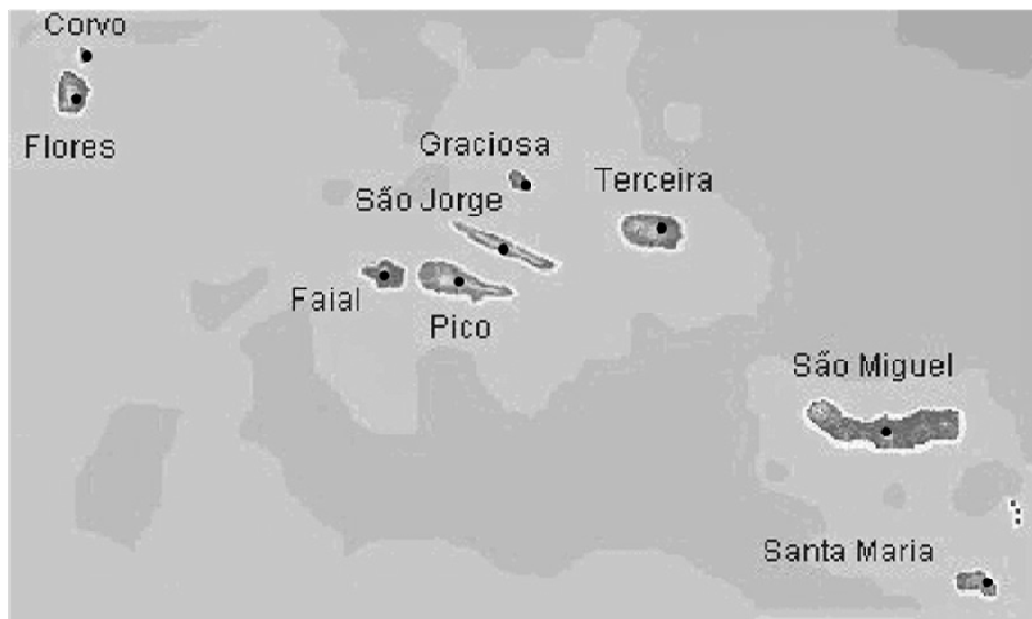 Corvo
Flores
Graciosa
São Jorge
Terceira
Faial
Pico
São Miguel
Santa Maria